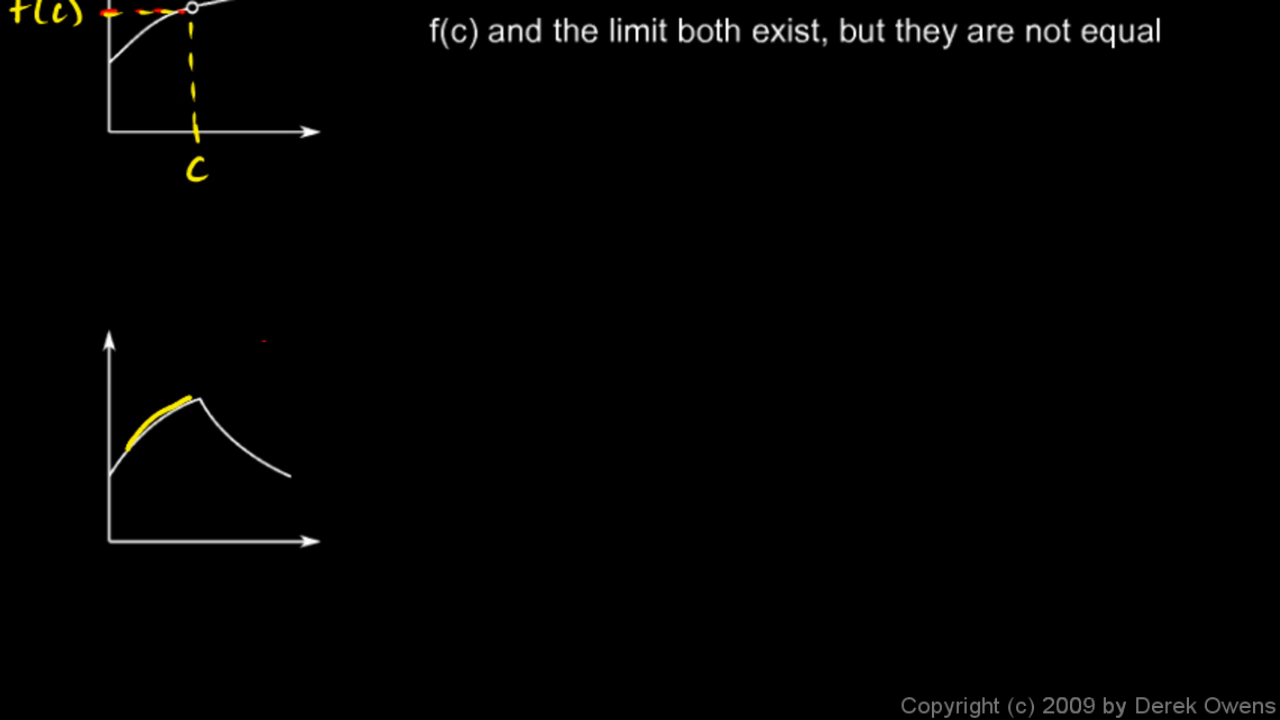 f(c)
f(c) and the limit both exist, but they are not equal
c
Copyright (c) 2009 by Derek Owens